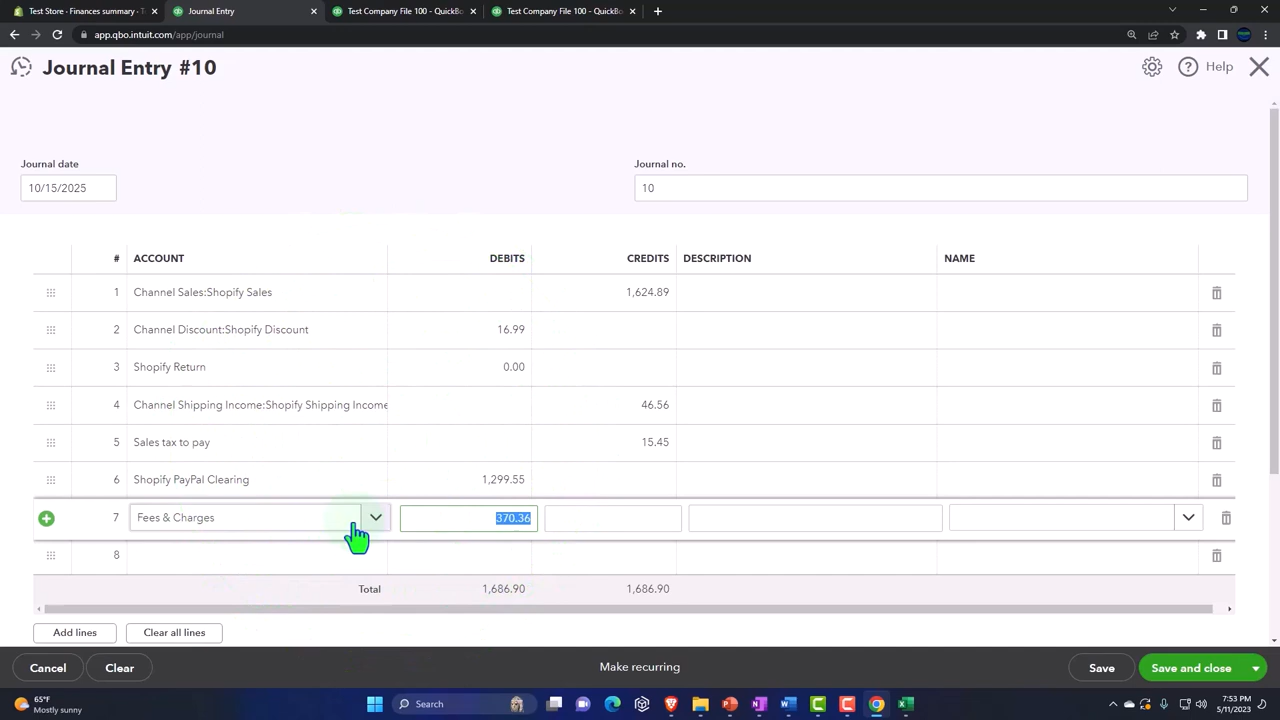 Test Store - Finances summary - T
Journal Entry
Test Company File 100 - QuickBo
Test Company File 100 - QuickBo
app.qbo.intuit.com/app/journal
Journal Entry #10
Help
Journal date
Journal no.
10/15/2025
10
# ACCOUNT DEBITS CREDITS DESCRIPTION NAME
1 Channel Sales:Shopify Sales 1,624.89
2 Channel Discount:Shopify Discount 16.99
3 Shopify Return 0.00
4 Channel Shipping Income:Shopify Shipping Income 46.56
5 Sales tax to pay 15.45
6 Shopify PayPal Clearing 1,299.55
7 Fees & Charges 370.36
8
Total 1,686.90 1,686.90
Add lines Clear all lines
Cancel Clear Make recurring Save Save and close
65°F
Mostly sunny
Search
7:53 PM
5/11/2023